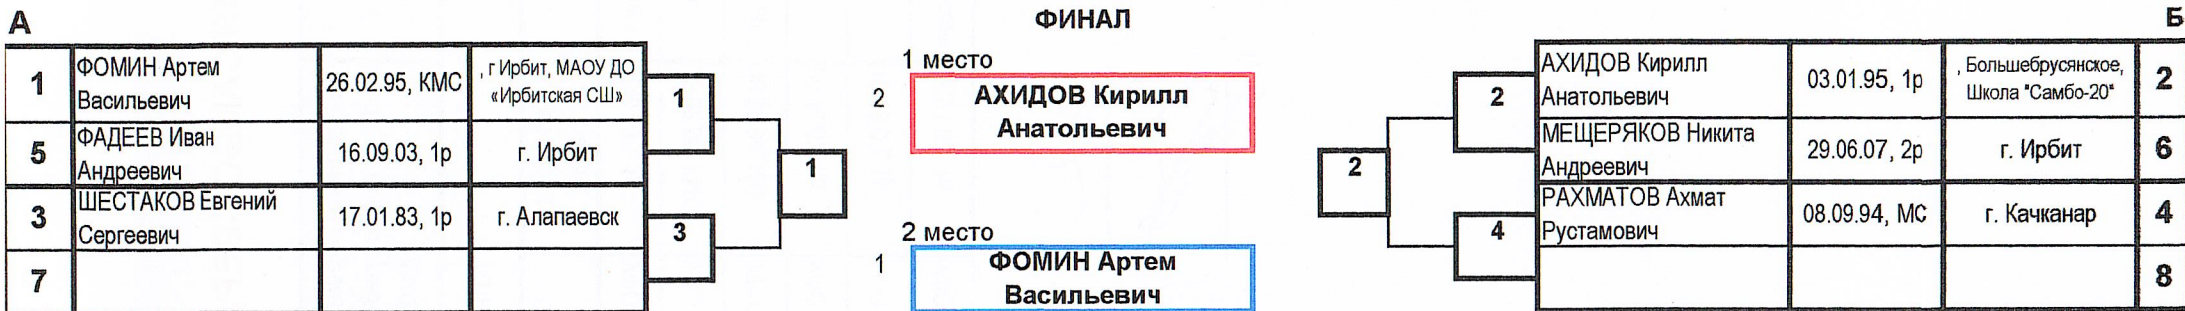 А
ФИНАЛ
Б
1
ФОМИН Артем
Васильевич
26.02.95, КМС
, г Ирбит, МАОУ ДО
«Ирбитская СШ»
5
ФАДЕЕВ Иван
Андреевич
16.09.03, 1р
г. Ирбит
3
ШЕСТАКОВ Евгений
Сергеевич
17.01.83, 1р
г. Алапаевск
7
1
3
1
1 место
2
АХИДОВ Кирилл
Анатольевич
2 место
1
ФОМИН Артем
Васильевич
2
2
4
АХИДОВ Кирилл
Анатольевич
03.01.95, 1р
, Большебрусянское,
Школа "Самбо-20"
2
МЕЩЕРЯКОВ Никита
Андреевич
29.06.07, 2р
г. Ирбит
6
РАХМАТОВ Ахмат
Рустамович
08.09.94, МС
г. Качканар
4
8